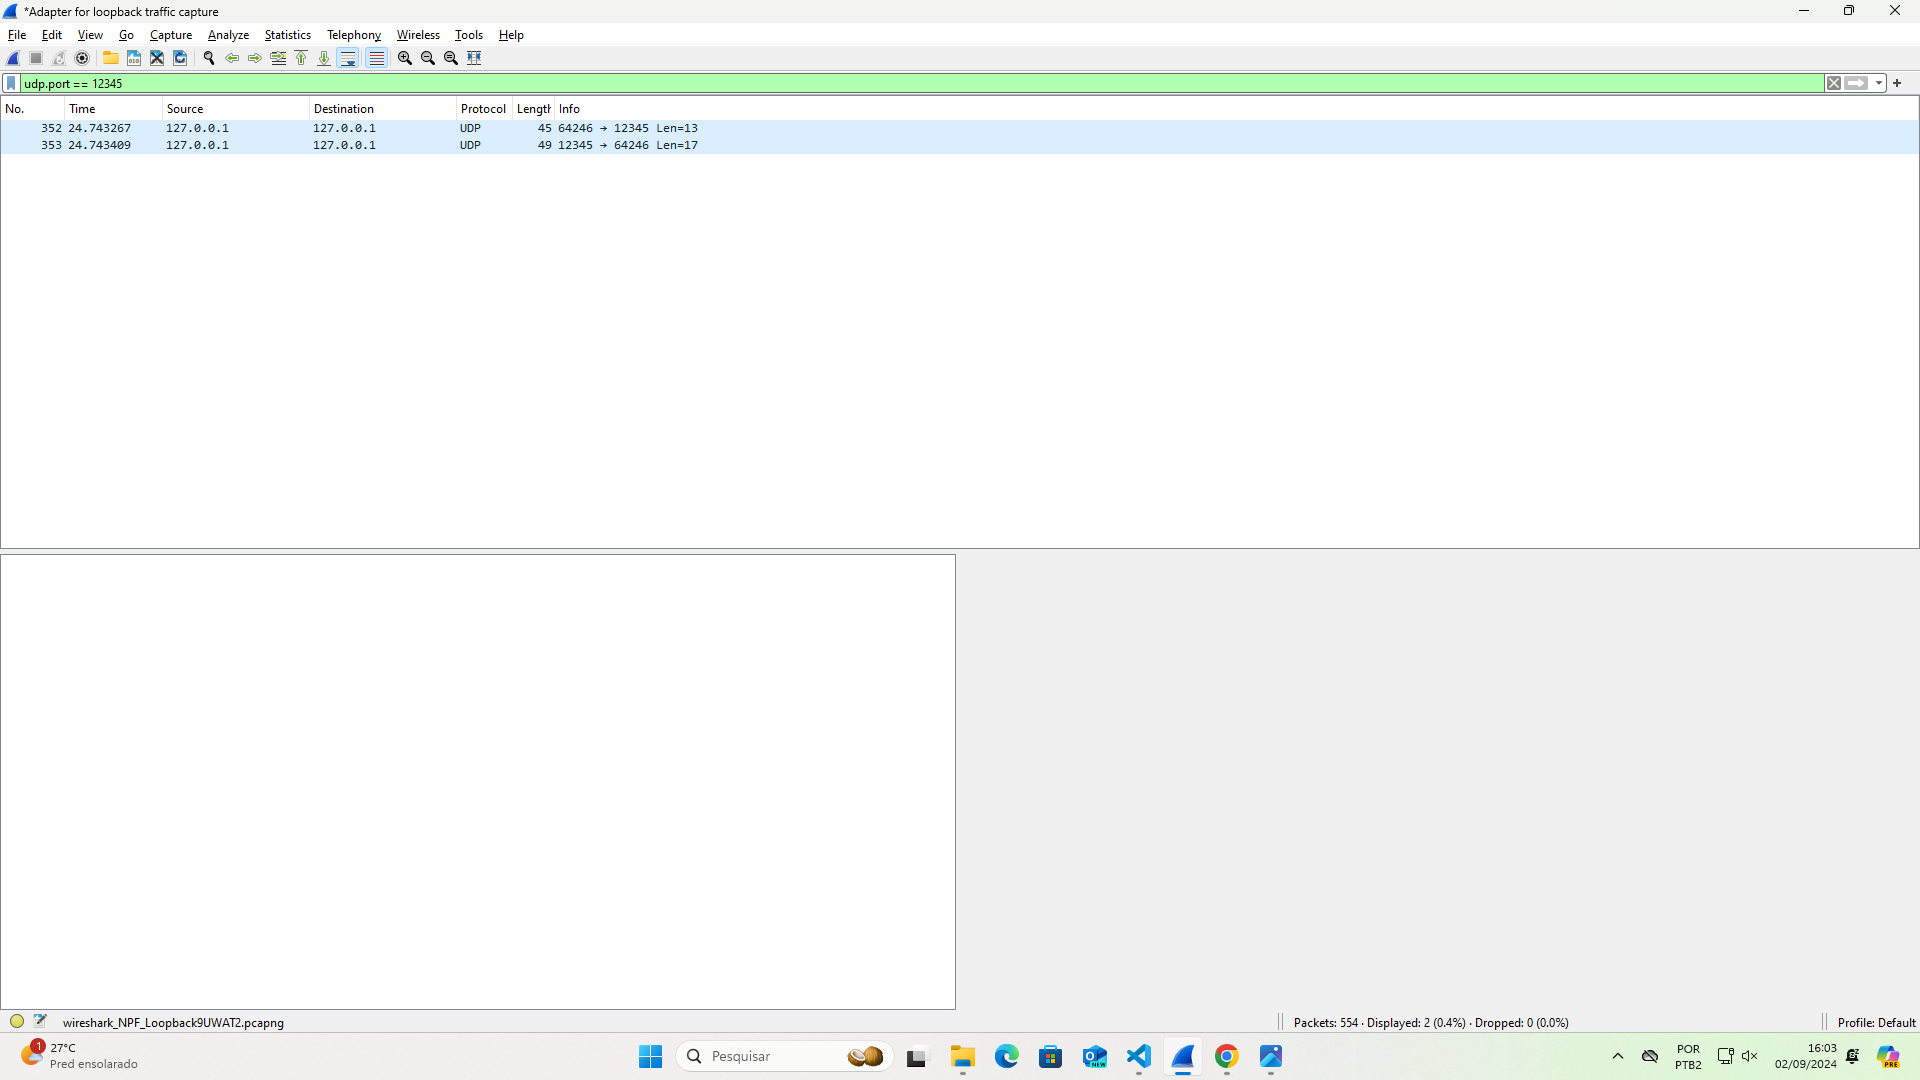 *Adapter for loopback traffic capture
File Edit View Go Capture Analyze Statistics Telephony Wireless Tools Help
udp.port == 12345
No. Time Source Destination Protocol Length Info
352 24.743267 127.0.0.1 127.0.0.1 UDP 45 64246 → 12345 Len=13
353 24.743409 127.0.0.1 127.0.0.1 UDP 49 12345 → 64246 Len=17
wireshark_NPF_Loopback9UWAT2.pcapng
Packets: 554 · Displayed: 2 (0.4%) · Dropped: 0 (0.0%)
Profile: Default
1
27°C
Pred ensolarado
Pesquisar
NEW
POR
PTB2
16:03
02/09/2024
PRE